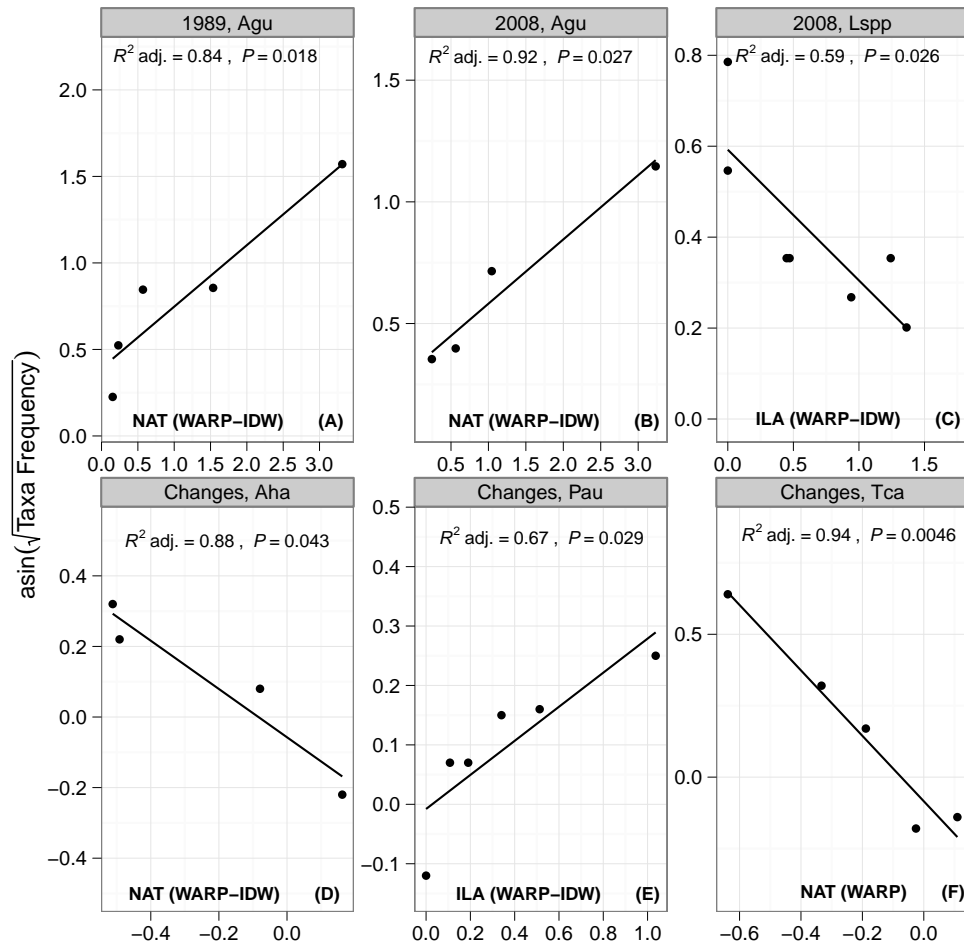 1989, Agu
2008, Agu
2008, Lspp
R² adj. = 0.84 , P = 0.018
R² adj. = 0.92 , P = 0.027
R² adj. = 0.59 , P = 0.026
2.0
1.5
1.0
0.5
0.0
1.5
1.0
0.5
0.8
0.6
0.4
0.2
0.0
NAT (WARP−IDW) (A)
NAT (WARP−IDW) (B)
ILA (WARP−IDW) (C)
0.0 0.5 1.0 1.5 2.0 2.5 3.0
0.5 1.0 1.5 2.0 2.5 3.0
0.0 0.5 1.0 1.5
asin(√Taxa Frequency)
Changes, Aha
Changes, Pau
Changes, Tca
R² adj. = 0.88 , P = 0.043
R² adj. = 0.67 , P = 0.029
R² adj. = 0.94 , P = 0.0046
0.4
0.2
0.0
−0.2
−0.4
0.5
0.4
0.3
0.2
0.1
0.0
−0.1
0.5
0.0
NAT (WARP−IDW) (D)
ILA (WARP−IDW) (E)
NAT (WARP) (F)
−0.4 −0.2 0.0
0.0 0.2 0.4 0.6 0.8 1.0
−0.6 −0.4 −0.2 0.0